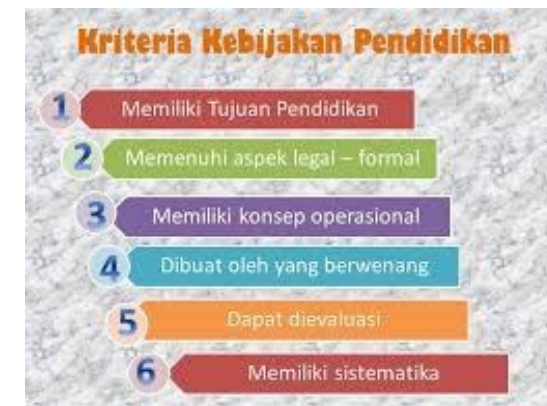 Kriteria Kebijakan Pendidikan
1 Memiliki Tujuan Pendidikan
2 Memenuhi aspek legal – formal
3 Memiliki konsep operasional
4 Dibuat oleh yang berwenang
5 Dapat dievaluasi
6 Memiliki sistematika